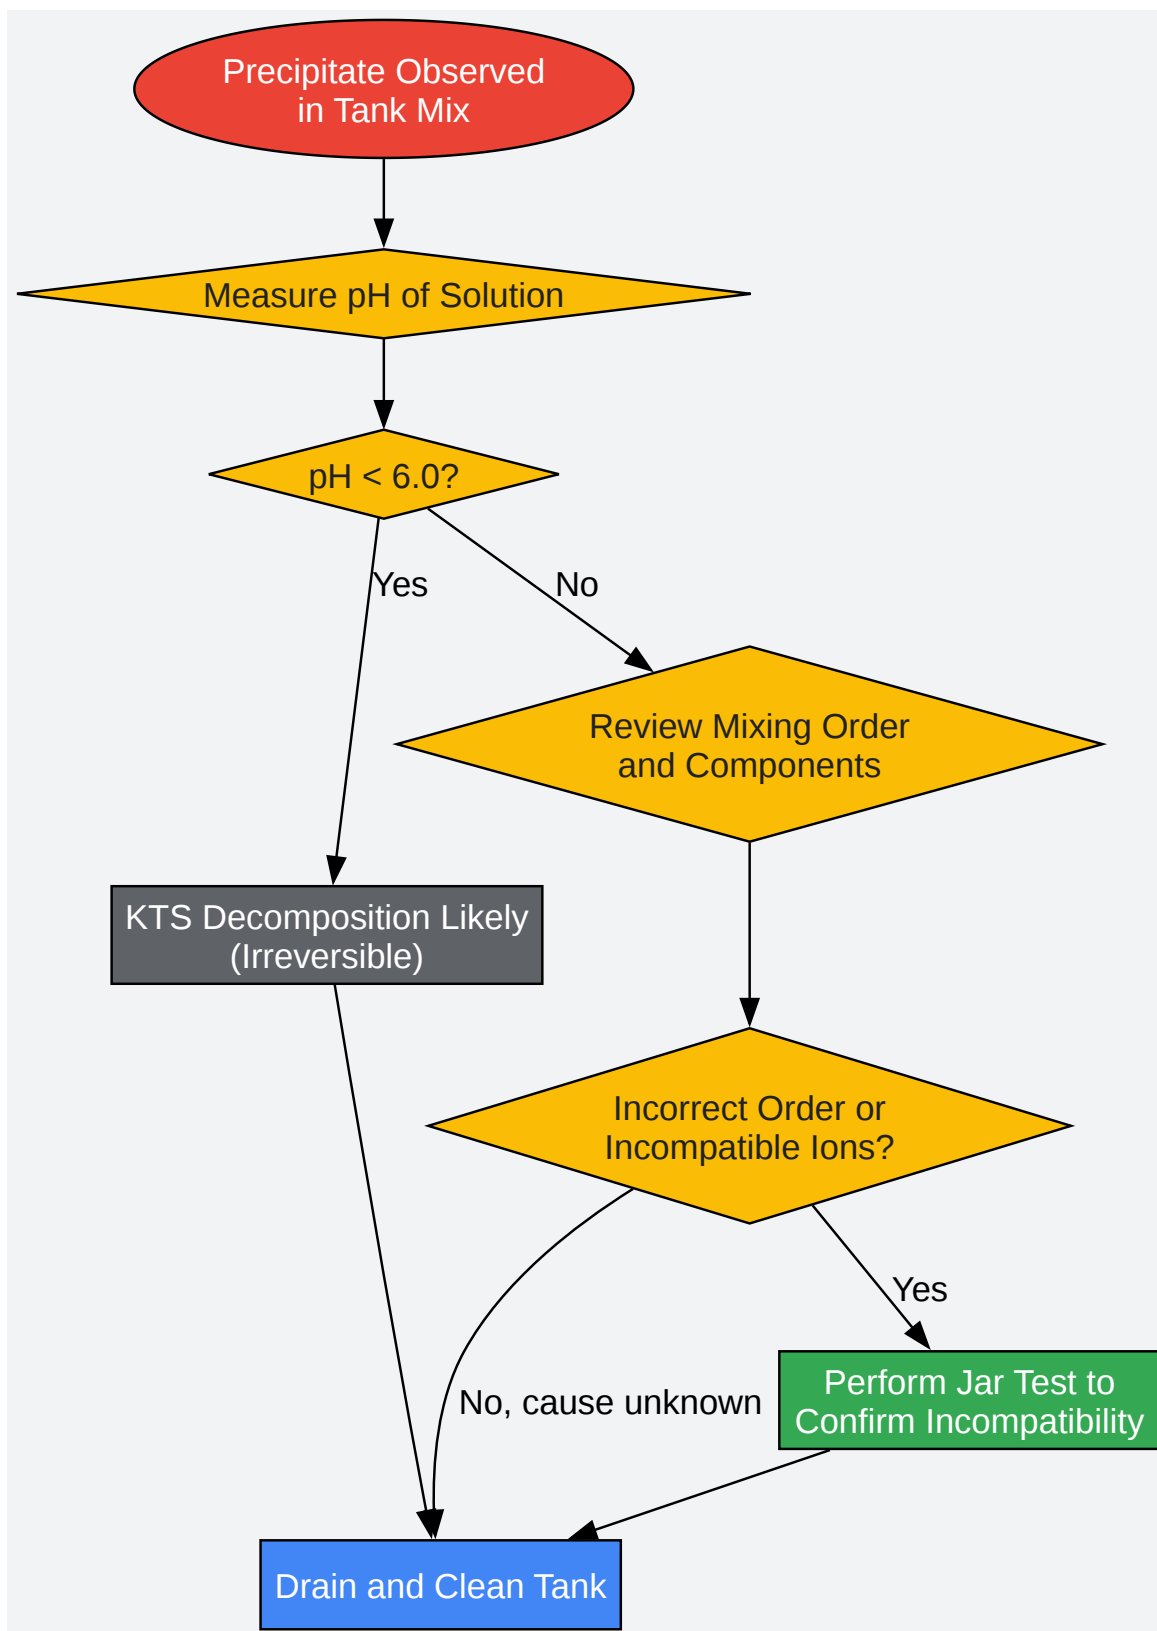 Precipitate Observed
in Tank Mix
Measure pH of Solution
pH < 6.0?
Yes
No
Review Mixing Order
and Components
KTS Decomposition Likely
(Irreversible)
Incorrect Order or
Incompatible Ions?
Yes
No, cause unknown
Perform Jar Test to
Confirm Incompatibility
Drain and Clean Tank